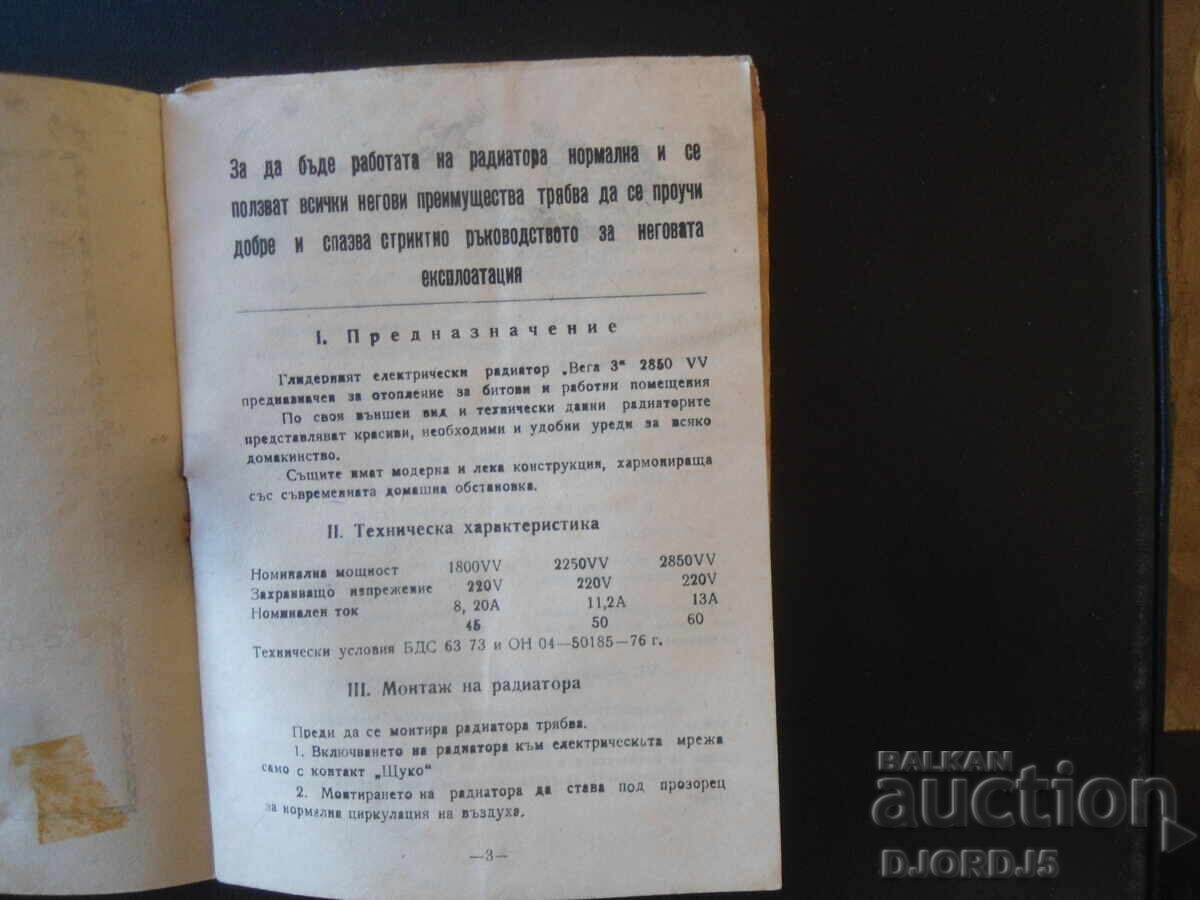 За да бъде работата на радиатора нормална и се
ползват всички негови преимущества трябва да се проучи
добре и спазва стриктно ръководството за неговата
експлоатация
I. Предназначение
Глидерният електрически радиатор „Вега 3“ 2850 VV
предназначен за отопление за битови и работни помещения
По своя външен вид и технически данни радиаторите
представляват красиви, необходими и удобни уреди за всяко
домакинство.
Същите имат модерна и лека конструкция, хармонираща
със съвременната домашна обстановка.
II. Техническа характеристика
Номинална мощност 1800VV 2250VV 2850VV
Захранващо напрежение 220V 220V 220V
Номинален ток 8, 20А 11,2А 13А
45 50 60
Технически условия БДС 63 73 и ОН 04—50185—76 г.
III. Монтаж на радиатора
Преди да се монтира радиатора трябва.
1. Включването на радиатора към електрическата мрежа
само с контакт „Щуко“
2. Монтирането на радиатора да става под прозорец
за нормална циркулация на въздуха.
—3—
BALKAN
auction
DJORDJ5